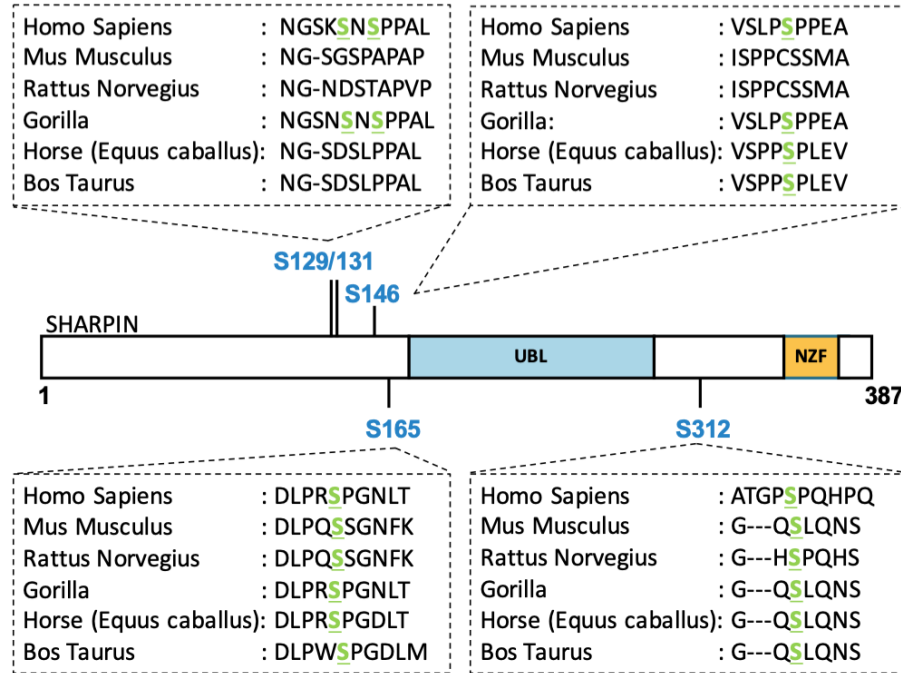 Homo Sapiens : NGSKSNSPPAL
Mus Musculus : NG-SGSPAPAP
Rattus Norvegius : NG-NDSTAPVP
Gorilla : NGSNSNSPPAL
Horse (Equus caballus): NG-SDSLPPAL
Bos Taurus : NG-SDSLPPAL
Homo Sapiens : VSLPSPPEA
Mus Musculus : ISPPCSSMA
Rattus Norvegius : ISPPCSSMA
Gorilla: : VSLPSPPEA
Horse (Equus caballus): VSPPSPLEV
Bos Taurus : VSPPSPLEV
S129/131
S146
SHARPIN
UBL
NZF
1
387
S165
S312
Homo Sapiens : DLPRSPGNLT
Mus Musculus : DLPQSSGNFK
Rattus Norvegius : DLPQSSGNFK
Gorilla : DLPRSPGNLT
Horse (Equus caballus): DLPRSPGDLT
Bos Taurus : DLPWSPGDLM
Homo Sapiens : ATGPSPQHPQ
Mus Musculus : G---QSLQNS
Rattus Norvegius : G---HSPQHS
Gorilla : G---QSLQNS
Horse (Equus caballus): G---QSLQNS
Bos Taurus : G---QSLQNS